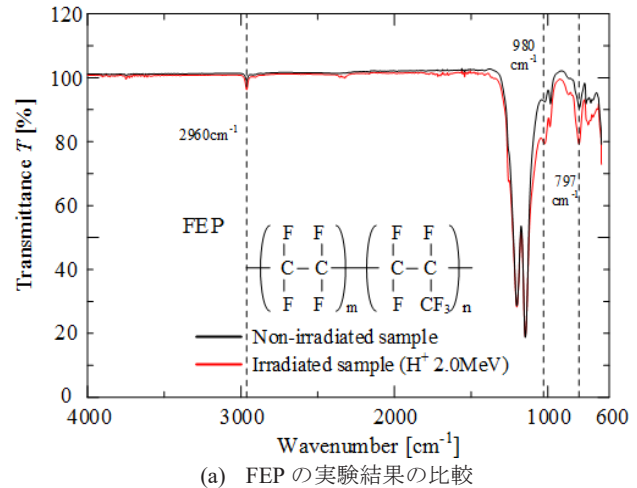 Transmittance T [%]
120
100
80
60
40
20
0
980
cm⁻¹
2960cm⁻¹
797
cm⁻¹
FEP
F F F F
C C C C
F F m F CF₃ n
Non-irradiated sample
Irradiated sample (H⁺ 2.0MeV)
4000 3000 2000 1000 600
Wavenumber [cm⁻¹]
(a) FEP の実験結果の比較